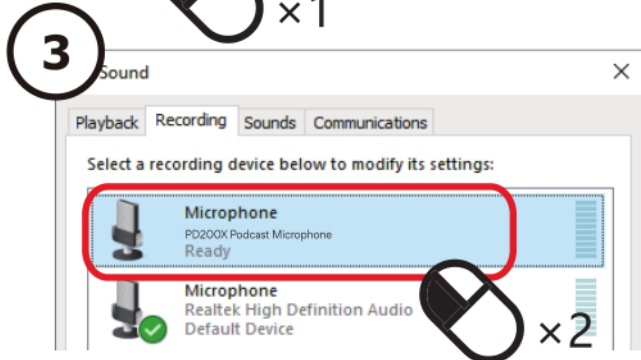 ×1
3
Sound
Playback Recording Sounds Communications
Select a recording device below to modify its settings:
Microphone
PD200X Podcast Microphone
Ready
Microphone
Realtek High Definition Audio
Default Device
×2